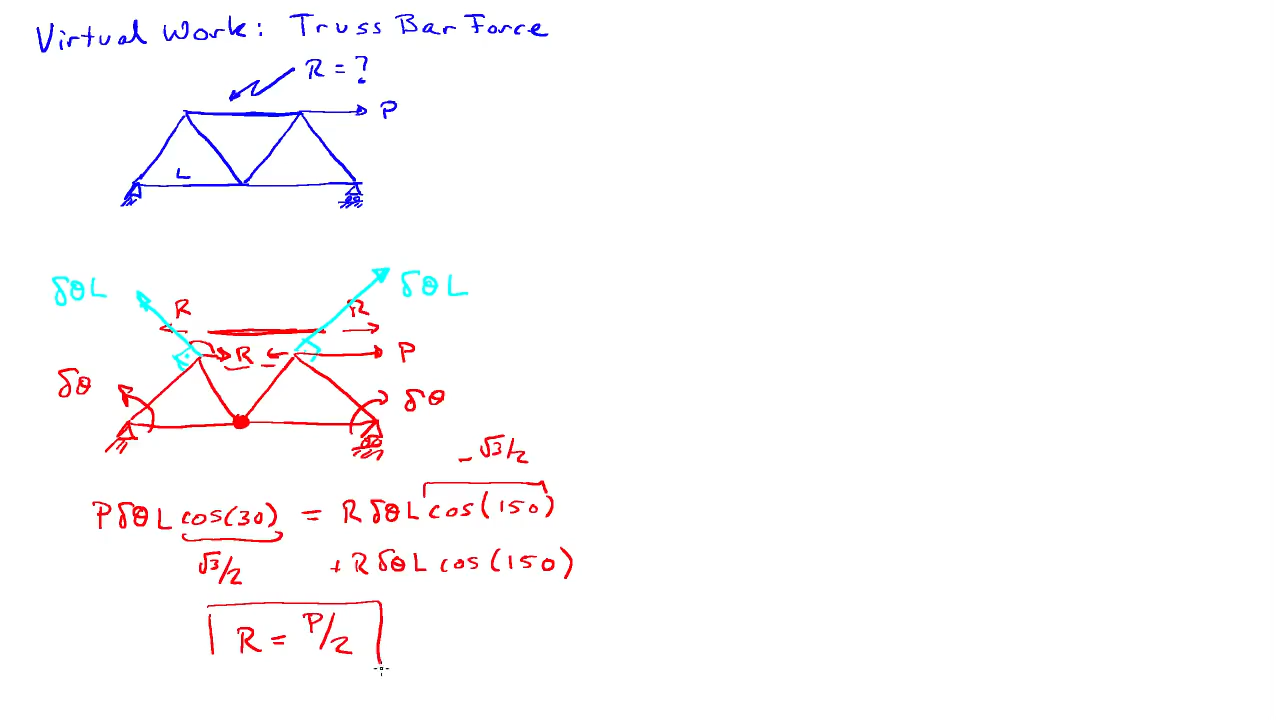 Virtual Work: Truss Bar Force
R = ?
P
L
δθL
δθL
R
R
R
P
δθ
δθ
-√3/2
PδθL cos(30) = RδθL cos(150)
√3/2
+ RδθL cos(150)
R = P/2